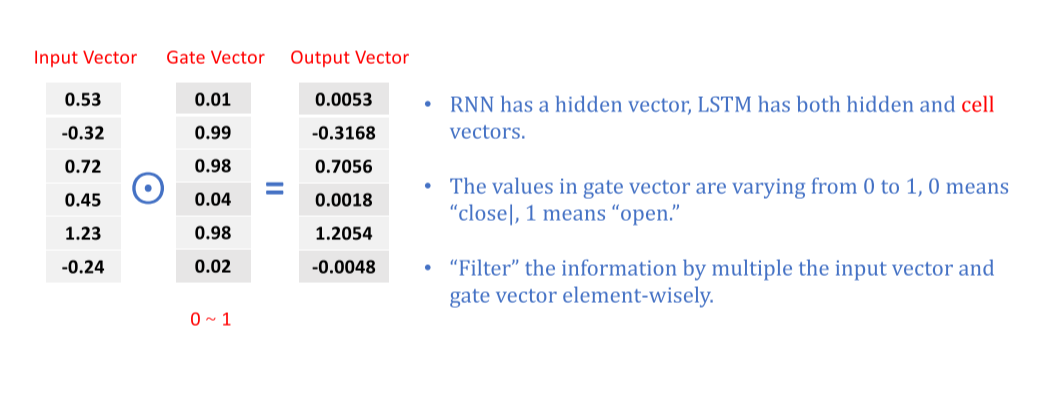 Input Vector Gate Vector Output Vector
0.53 0.01 0.0053
-0.32 0.99 -0.3168
0.72 0.98 0.7056
0.45 ⊙ 0.04 = 0.0018
1.23 0.98 1.2054
-0.24 0.02 -0.0048
0 ~ 1
• RNN has a hidden vector, LSTM has both hidden and cell
vectors.
• The values in gate vector are varying from 0 to 1, 0 means
“close|, 1 means “open.”
• “Filter” the information by multiple the input vector and
gate vector element-wisely.